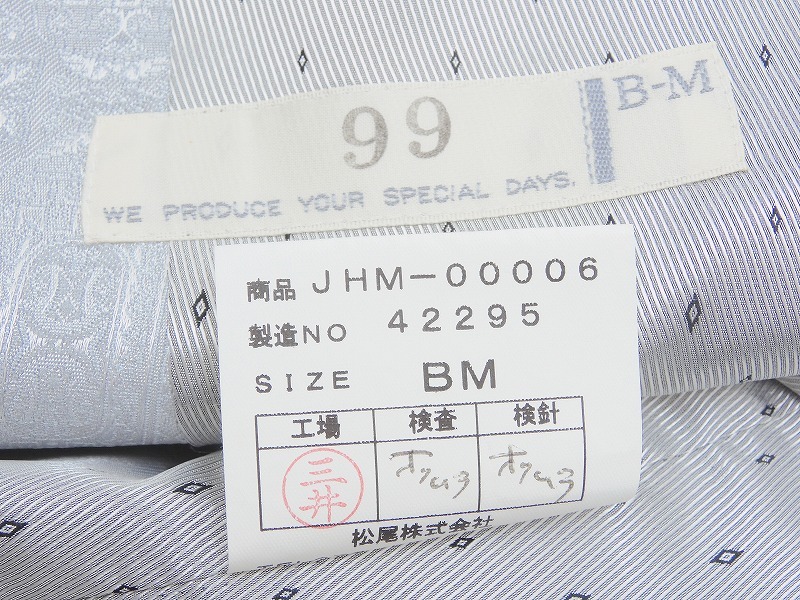 99
B-M
WE PRODUCE YOUR SPECIAL DAYS.
商品 JHM-00006
製造NO 42295
SIZE BM
工場 検査 検針
三井
松尾株式会社